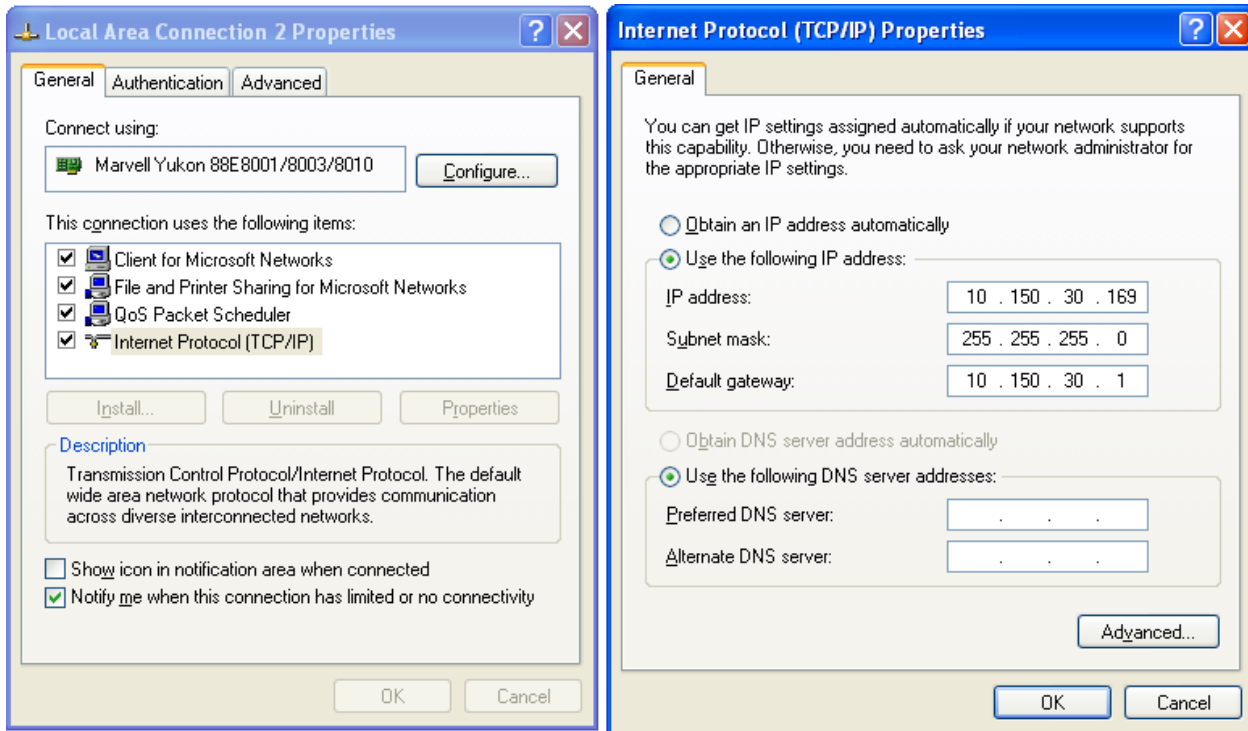 Local Area Connection 2 Properties
General
Authentication
Advanced
Connect using:
Marvell Yukon 88E8001/8003/8010
Configure...
This connection uses the following items:
Client for Microsoft Networks
File and Printer Sharing for Microsoft Networks
QoS Packet Scheduler
Internet Protocol (TCP/IP)
Install...
Uninstall
Properties
Description
Transmission Control Protocol/Internet Protocol. The default
wide area network protocol that provides communication
across diverse interconnected networks.
Show icon in notification area when connected
Notify me when this connection has limited or no connectivity
OK
Cancel
Internet Protocol (TCP/IP) Properties
General
You can get IP settings assigned automatically if your network supports
this capability. Otherwise, you need to ask your network administrator for
the appropriate IP settings.
Obtain an IP address automatically
Use the following IP address:
IP address: 10 . 150 . 30 . 169
Subnet mask: 255 . 255 . 255 . 0
Default gateway: 10 . 150 . 30 . 1
Obtain DNS server address automatically
Use the following DNS server addresses:
Preferred DNS server: . . .
Alternate DNS server: . . .
Advanced...
OK
Cancel